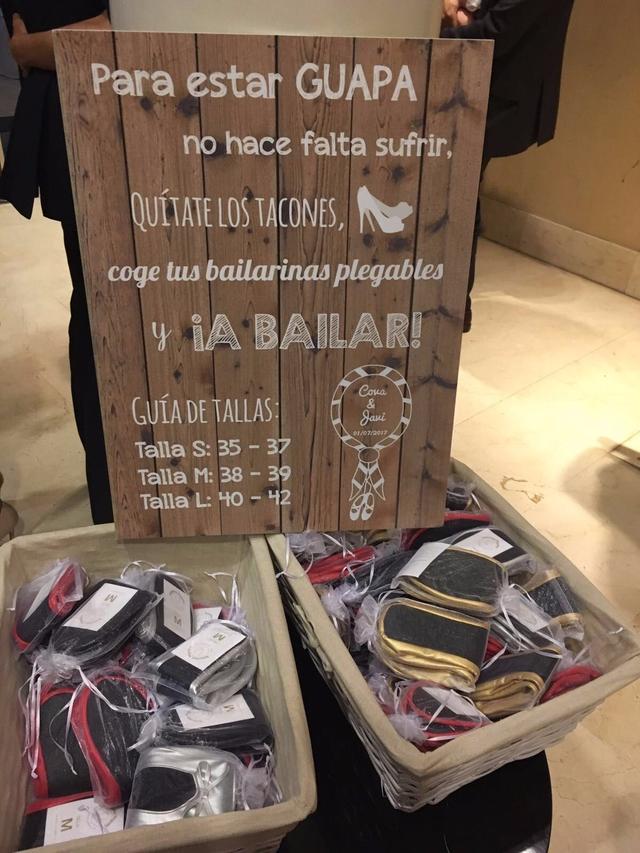 Para estar GUAPA
no hace falta sufrir,
QUÍTATE LOS TACONES,
coge tus bailarinas plegables
y ¡A BAILAR!
GUÍA DE TALLAS:
Talla S: 35 - 37
Talla M: 38 - 39
Talla L: 40 - 42
Cova
&
Javi
01/07/2017
M
M
M